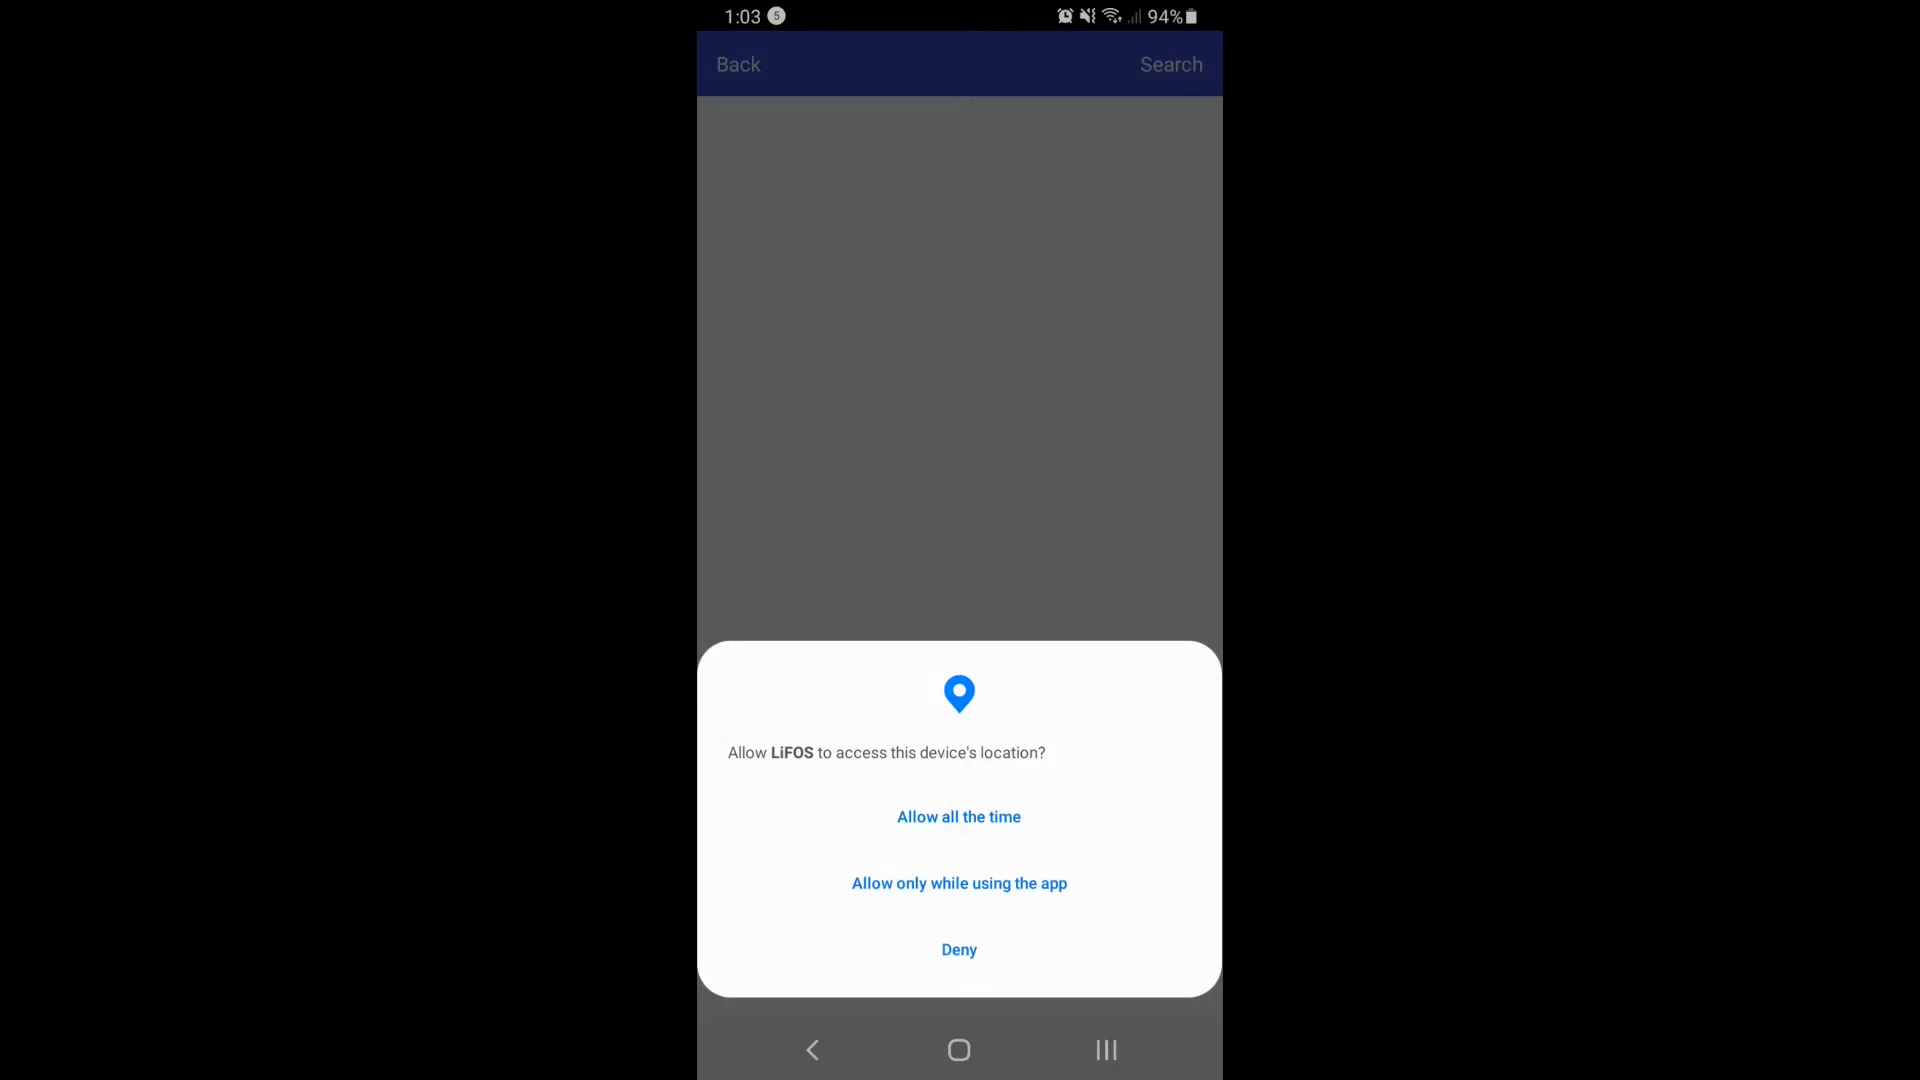 1:03 5 94%
Back Search
Allow LiFOS to access this device's location?
Allow all the time
Allow only while using the app
Deny